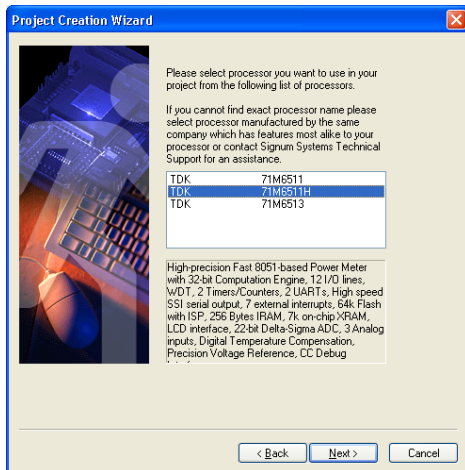 Project Creation Wizard
Please select processor you want to use in your
project from the following list of processors.
If you cannot find exact processor name please
select processor manufactured by the same
company which has features most alike to your
processor or contact Signum Systems Technical
Support for an assistance.
TDK 71M6511
TDK 71M6511H
TDK 71M6513
High-precision Fast 8051-based Power Meter
with 32-bit Computation Engine, 12 I/O lines,
WDT, 2 Timers/Counters, 2 UARTs, High speed
SSI serial output, 7 external interrupts, 64k Flash
with ISP, 256 Bytes IRAM, 7k on-chip XRAM,
LCD interface, 22-bit Delta-Sigma ADC, 3 Analog
inputs, Digital Temperature Compensation,
Precision Voltage Reference, CC Debug
< Back Next > Cancel